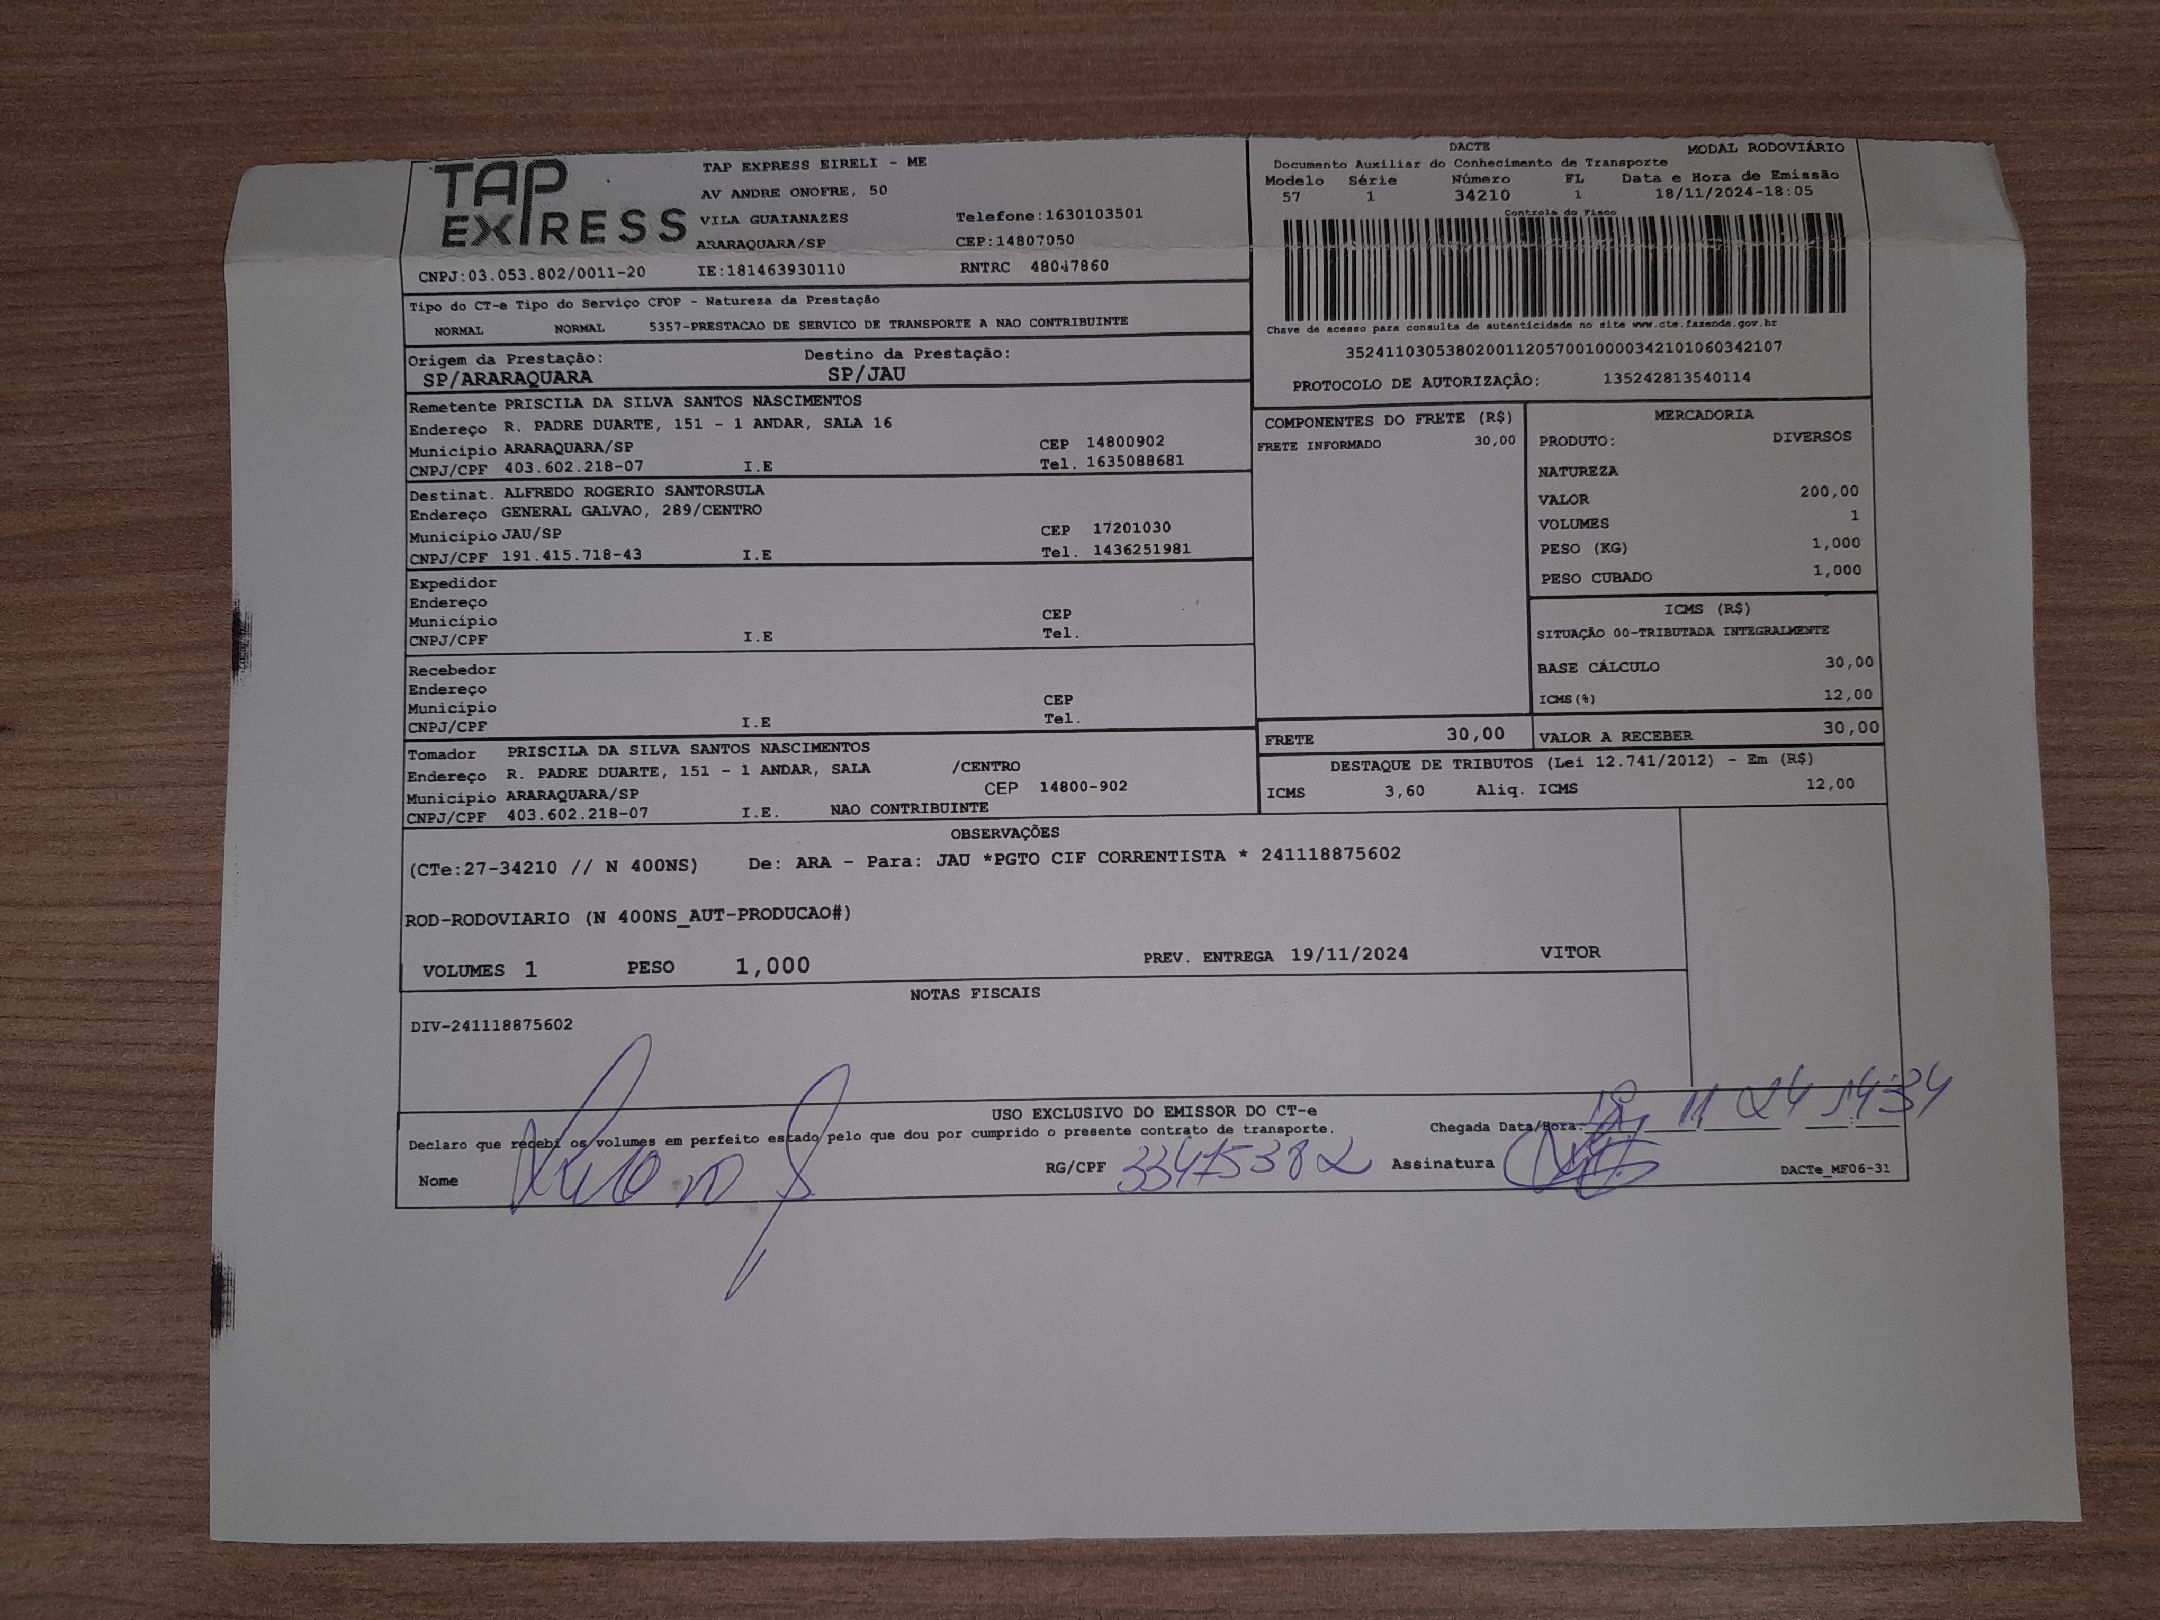 TAP EXPRESS
TAP EXPRESS EIRELI - ME
AV ANDRE ONOFRE, 50
VILA GUAIANAZES Telefone:1630103501
ARARAQUARA/SP CEP:14807050
CNPJ:03.053.802/0011-20 IE:181463930110 RNTRC 48047860
DACTE MODAL RODOVIÁRIO
Documento Auxiliar do Conhecimento de Transporte
Modelo Série Número FL Data e Hora de Emissão
57 1 34210 1 18/11/2024-18:05
Controle do Fisco
Chave de acesso para consulta de autenticidade no site www.cte.fazenda.gov.br
35241103053802001120570010000342101060342107
PROTOCOLO DE AUTORIZAÇÃO: 135242813540114
Tipo do CT-e Tipo do Serviço CFOP - Natureza da Prestação
NORMAL NORMAL 5357-PRESTACAO DE SERVICO DE TRANSPORTE A NAO CONTRIBUINTE
Origem da Prestação: Destino da Prestação:
SP/ARARAQUARA SP/JAU
Remetente PRISCILA DA SILVA SANTOS NASCIMENTOS
Endereço R. PADRE DUARTE, 151 - 1 ANDAR, SALA 16
Município ARARAQUARA/SP CEP 14800902
CNPJ/CPF 403.602.218-07 I.E Tel. 1635088681
Destinat. ALFREDO ROGERIO SANTORSULA
Endereço GENERAL GALVAO, 289/CENTRO
Município JAU/SP CEP 17201030
CNPJ/CPF 191.415.718-43 I.E Tel. 1436251981
Expedidor
Endereço
Município CEP
CNPJ/CPF I.E Tel.
Recebedor
Endereço
Município CEP
CNPJ/CPF I.E Tel.
Tomador PRISCILA DA SILVA SANTOS NASCIMENTOS
Endereço R. PADRE DUARTE, 151 - 1 ANDAR, SALA /CENTRO
Município ARARAQUARA/SP CEP 14800-902
CNPJ/CPF 403.602.218-07 I.E. NAO CONTRIBUINTE
COMPONENTES DO FRETE (R$)
FRETE INFORMADO 30,00
MERCADORIA
PRODUTO: DIVERSOS
NATUREZA
VALOR 200,00
VOLUMES 1
PESO (KG) 1,000
PESO CUBADO 1,000
ICMS (R$)
SITUAÇÃO 00-TRIBUTADA INTEGRALMENTE
BASE CÁLCULO 30,00
ICMS(%) 12,00
FRETE 30,00 VALOR A RECEBER 30,00
DESTAQUE DE TRIBUTOS (Lei 12.741/2012) - Em (R$)
ICMS 3,60 Aliq. ICMS 12,00
OBSERVAÇÕES
(CTe:27-34210 // N 400NS) De: ARA - Para: JAU *PGTO CIF CORRENTISTA * 241118875602
ROD-RODOVIARIO (N 400NS_AUT-PRODUCAO#)
VOLUMES 1 PESO 1,000 PREV. ENTREGA 19/11/2024 VITOR
NOTAS FISCAIS
DIV-241118875602
USO EXCLUSIVO DO EMISSOR DO CT-e
Declaro que recebi os volumes em perfeito estado pelo que dou por cumprido o presente contrato de transporte. Chegada Data/Hora: 11 24 14:34
Nome RG/CPF 33475382 Assinatura DACTe_MF06-31